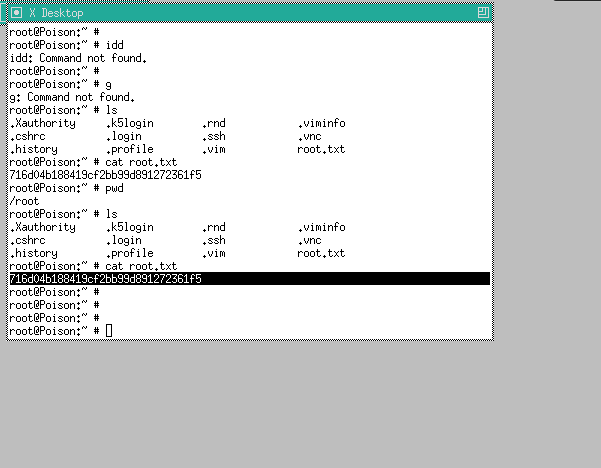 X Desktop
root@Poison:~ #
root@Poison:~ # idd
idd: Command not found.
root@Poison:~ #
root@Poison:~ # g
g: Command not found.
root@Poison:~ # ls
.Xauthority .k5login .rnd .viminfo
.cshrc .login .ssh .vnc
.history .profile .vim root.txt
root@Poison:~ # cat root.txt
716d04b188419cf2bb99d891272361f5
root@Poison:~ # pwd
/root
root@Poison:~ # ls
.Xauthority .k5login .rnd .viminfo
.cshrc .login .ssh .vnc
.history .profile .vim root.txt
root@Poison:~ # cat root.txt
716d04b188419cf2bb99d891272361f5
root@Poison:~ #
root@Poison:~ #
root@Poison:~ #
root@Poison:~ #